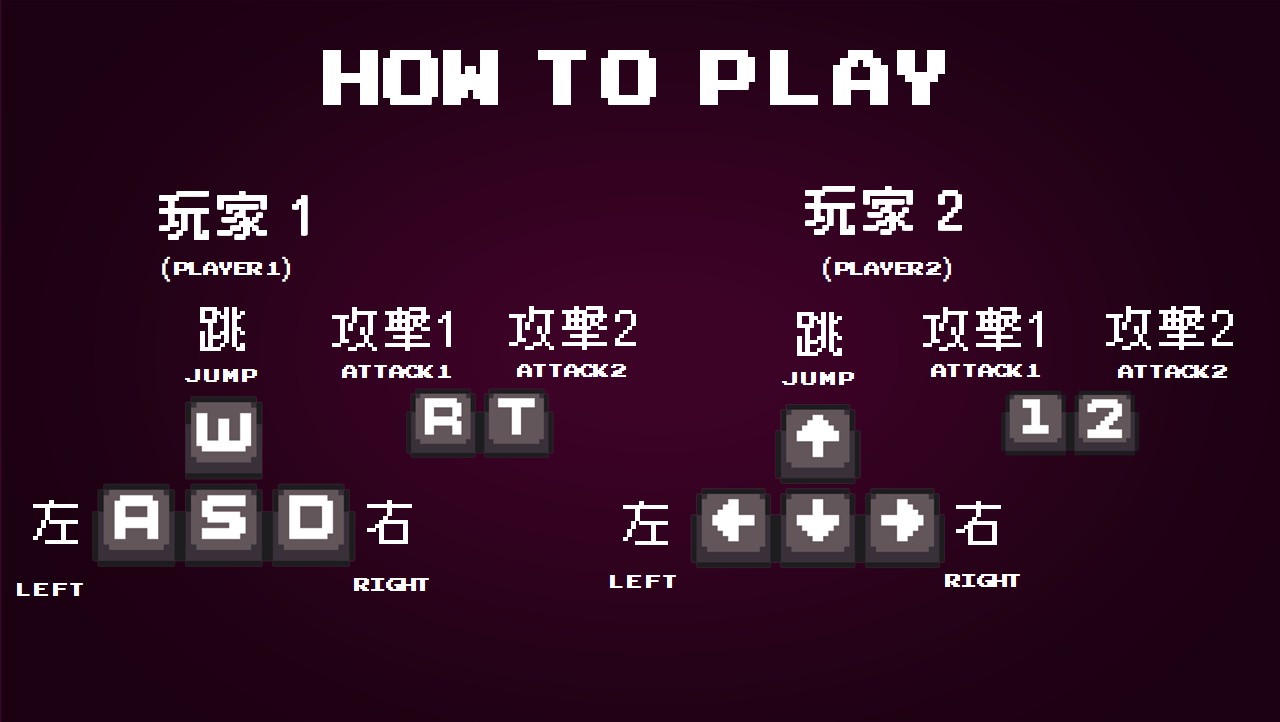 HOW TO PLAY
玩家 1
(PLAYER 1)
跳
JUMP
攻擊1
ATTACK 1
攻擊2
ATTACK 2
W
R T
左
A S D
右
LEFT
RIGHT
玩家 2
(PLAYER 2)
跳
JUMP
攻擊1
ATTACK 1
攻擊2
ATTACK 2
1 2
左
右
LEFT
RIGHT